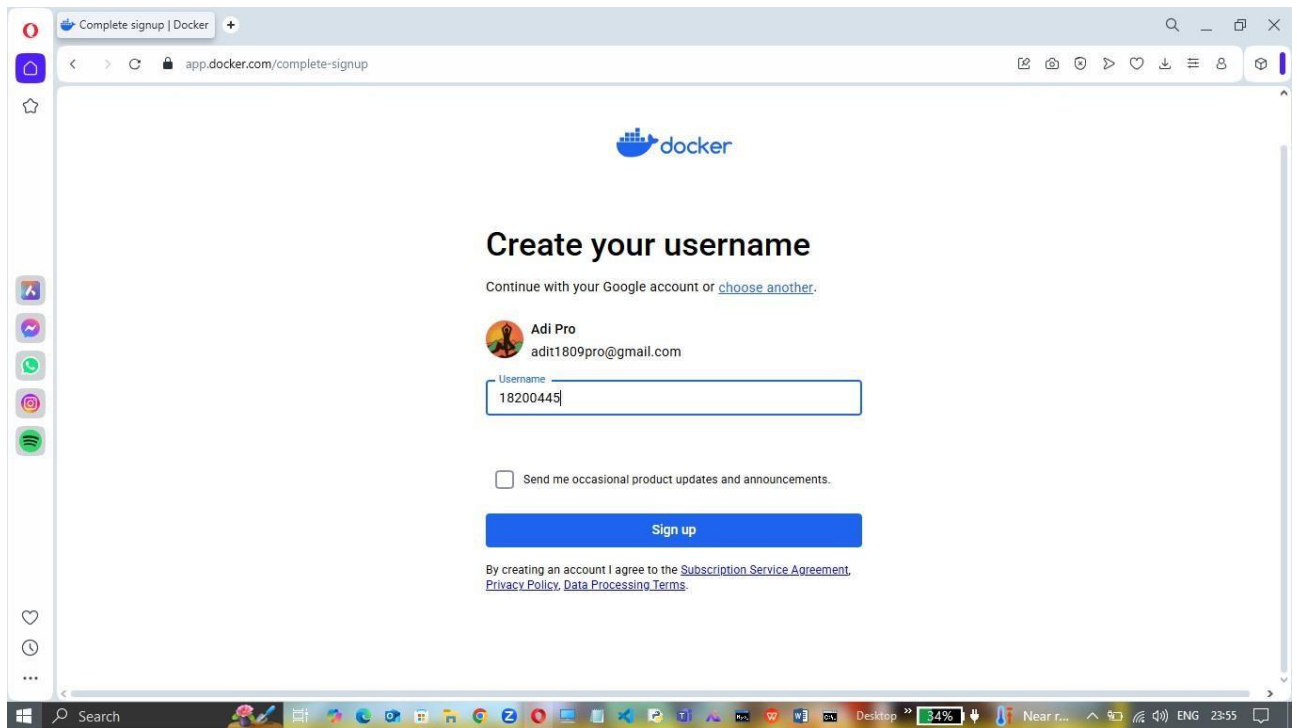 Complete signup | Docker
app.docker.com/complete-signup
docker
Create your username
Continue with your Google account or choose another.
Adi Pro
adit1809pro@gmail.com
Username
18200445
Send me occasional product updates and announcements.
Sign up
By creating an account I agree to the Subscription Service Agreement,
Privacy Policy, Data Processing Terms.
Search
Desktop
34%
Near r...
ENG
23:55